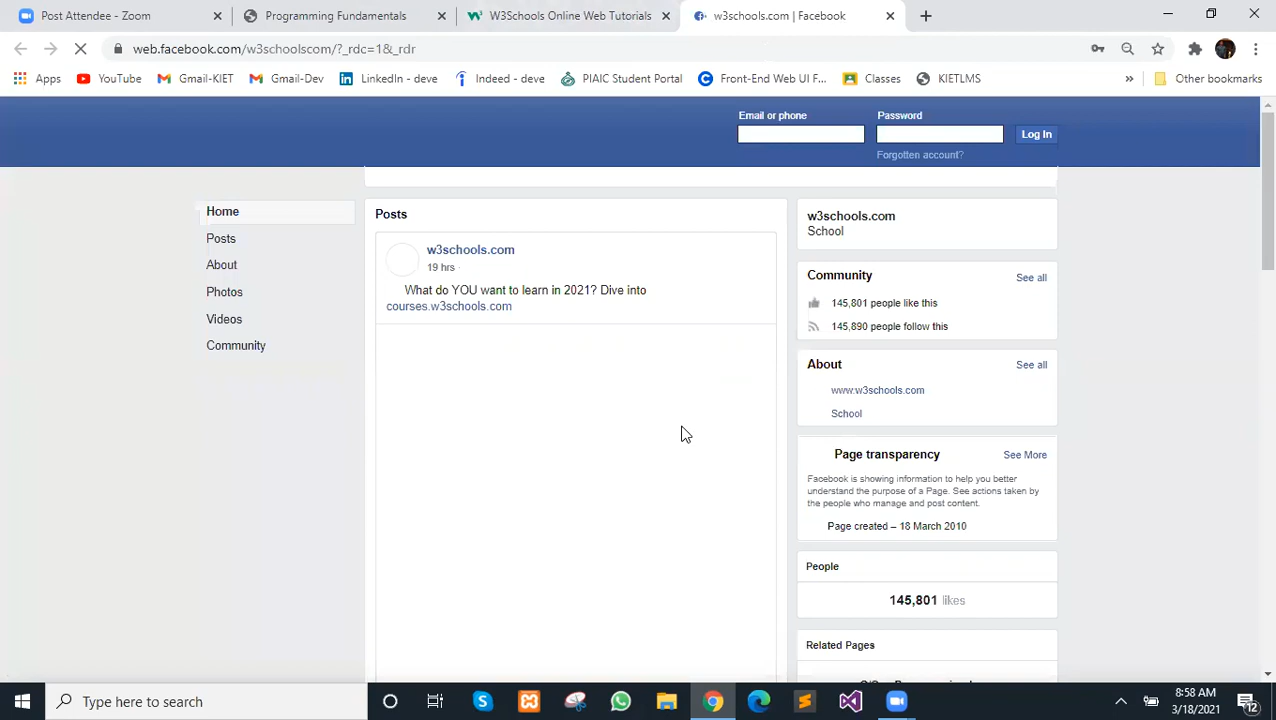 Post Attendee - Zoom
Programming Fundamentals
W3Schools Online Web Tutorials
w3schools.com | Facebook
web.facebook.com/w3schoolscom/?_rdc=1&_rdr
Apps
YouTube
Gmail-KIET
Gmail-Dev
LinkedIn - deve
Indeed - deve
PIAIC Student Portal
Front-End Web UI F...
Classes
KIETLMS
»
Other bookmarks
Email or phone
Password
Log In
Forgotten account?
Home
Posts
About
Photos
Videos
Community
Posts
w3schools.com
19 hrs ·
What do YOU want to learn in 2021? Dive into
courses.w3schools.com
w3schools.com
School
Community
See all
145,801 people like this
145,890 people follow this
About
See all
www.w3schools.com
School
Page transparency
See More
Facebook is showing information to help you better
understand the purpose of a Page. See actions taken by
the people who manage and post content.
Page created – 18 March 2010
People
145,801 likes
Related Pages
Type here to search
8:58 AM
3/18/2021
12